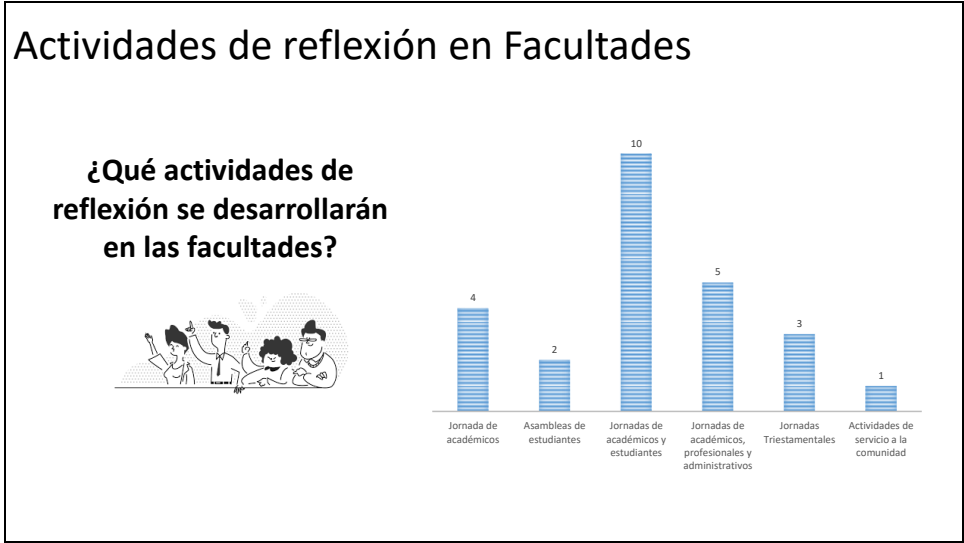 Actividades de reflexión en Facultades
¿Qué actividades de
reflexión se desarrollarán
en las facultades?
10
5
4
3
2
1
Jornada de
académicos
Asambleas de
estudiantes
Jornadas de
académicos y
estudiantes
Jornadas de
académicos,
profesionales y
administrativos
Jornadas
Triestamentales
Actividades de
servicio a la
comunidad